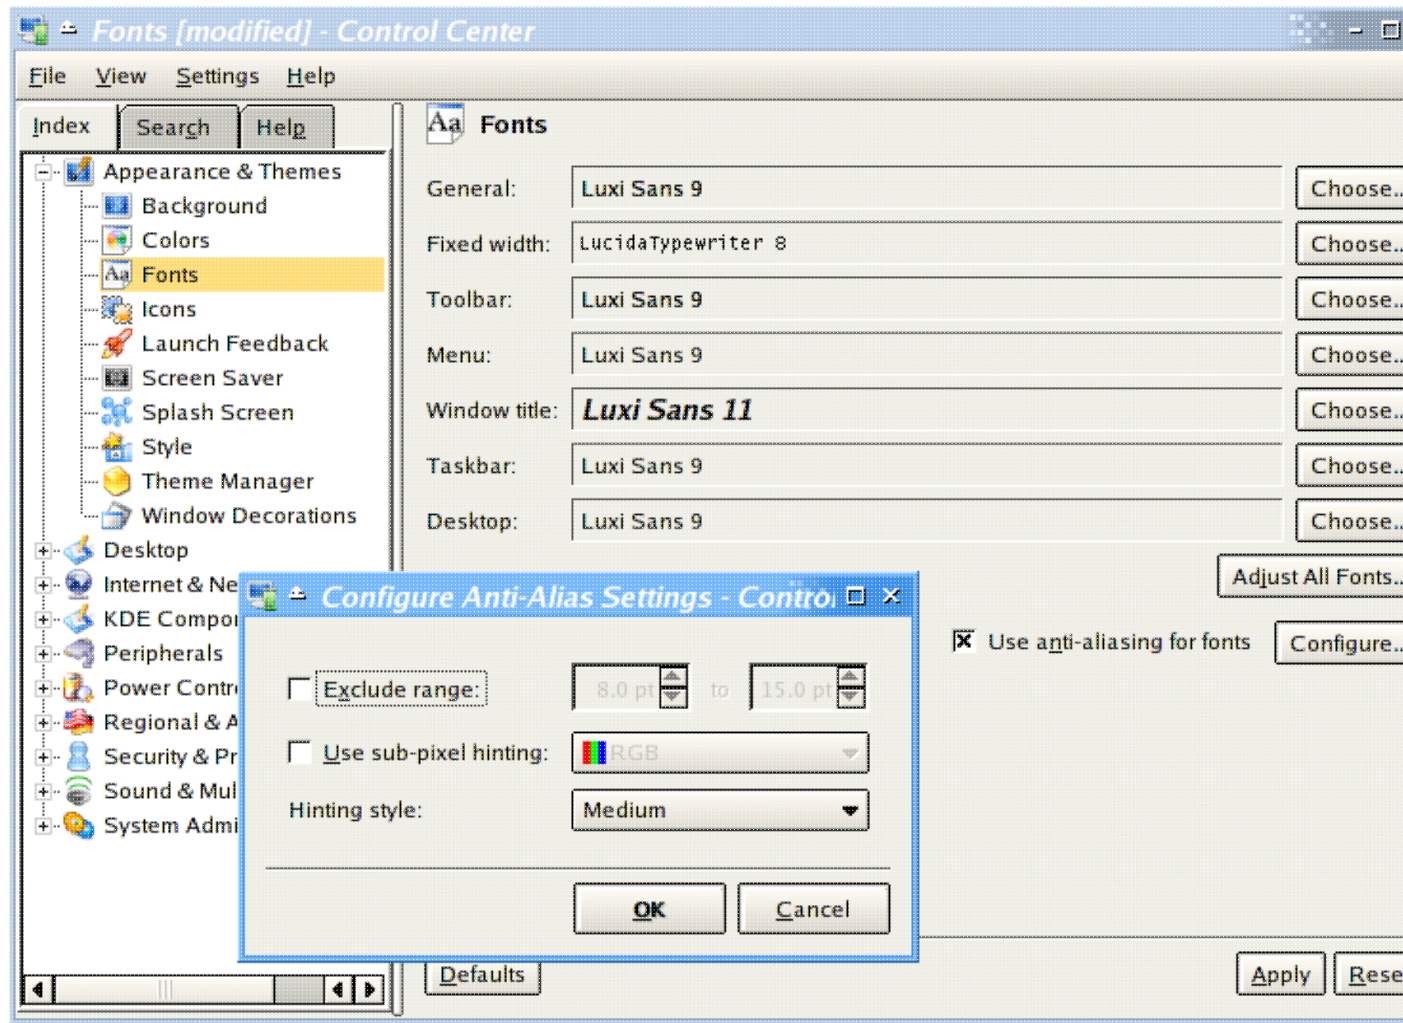 Fonts [modified] - Control Center
File View Settings Help
Index Search Help
Appearance & Themes
Background
Colors
Fonts
Icons
Launch Feedback
Screen Saver
Splash Screen
Style
Theme Manager
Window Decorations
Desktop
Internet & Ne
KDE Compo
Peripherals
Power Contr
Regional & A
Security & Pr
Sound & Mul
System Admi
Aa Fonts
General: Luxi Sans 9 Choose..
Fixed width: LucidaTypewriter 8 Choose..
Toolbar: Luxi Sans 9 Choose..
Menu: Luxi Sans 9 Choose..
Window title: Luxi Sans 11 Choose..
Taskbar: Luxi Sans 9 Choose..
Desktop: Luxi Sans 9 Choose..
Adjust All Fonts..
Use anti-aliasing for fonts Configure..
Configure Anti-Alias Settings - Contro
Exclude range: 8.0 pt to 15.0 pt
Use sub-pixel hinting: RGB
Hinting style: Medium
OK Cancel
Defaults Apply Rese